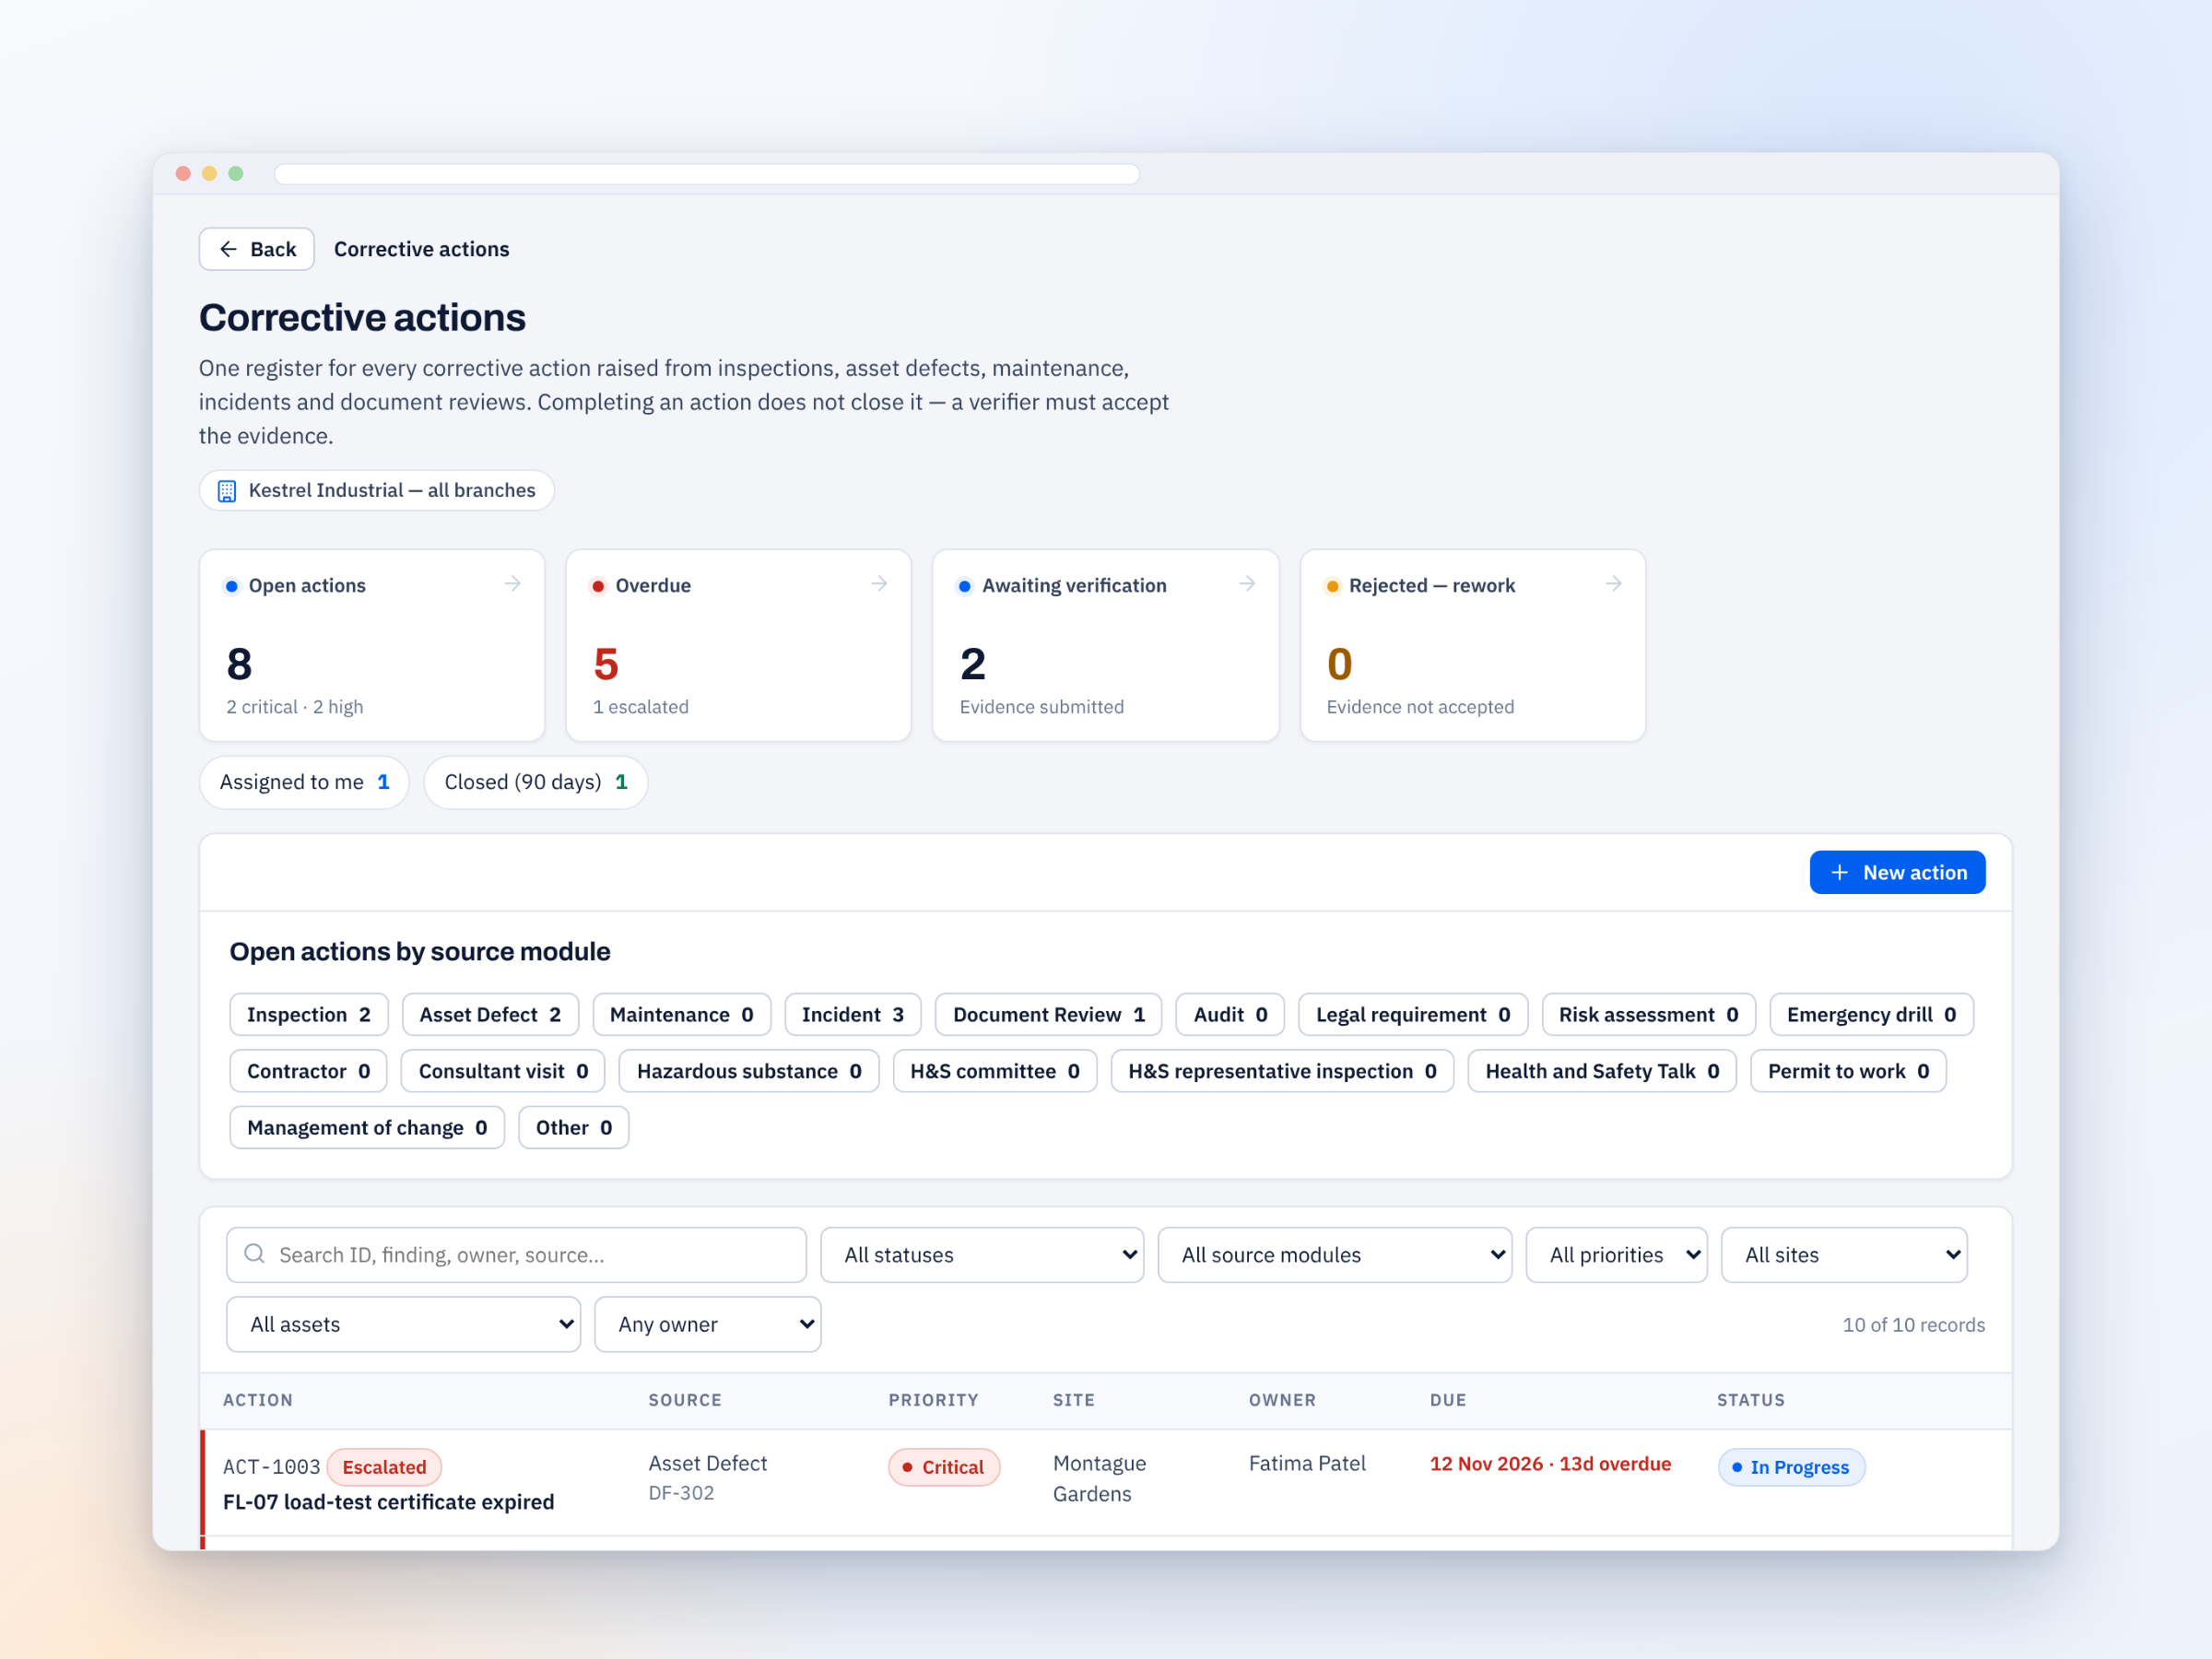 Back Corrective actions
Corrective actions
One register for every corrective action raised from inspections, asset defects, maintenance,
incidents and document reviews. Completing an action does not close it — a verifier must accept
the evidence.
Kestrel Industrial — all branches
Open actions
8
2 critical · 2 high
Overdue
5
1 escalated
Awaiting verification
2
Evidence submitted
Rejected — rework
0
Evidence not accepted
Assigned to me 1
Closed (90 days) 1
New action
Open actions by source module
Inspection 2 Asset Defect 2 Maintenance 0 Incident 3 Document Review 1 Audit 0 Legal requirement 0 Risk assessment 0 Emergency drill 0
Contractor 0 Consultant visit 0 Hazardous substance 0 H&S committee 0 H&S representative inspection 0 Health and Safety Talk 0 Permit to work 0
Management of change 0 Other 0
Search ID, finding, owner, source... All statuses All source modules All priorities All sites
All assets Any owner 10 of 10 records
ACTION SOURCE PRIORITY SITE OWNER DUE STATUS
ACT-1003 Escalated
FL-07 load-test certificate expired
Asset Defect
DF-302
Critical
Montague
Gardens
Fatima Patel
12 Nov 2026 · 13d overdue
In Progress